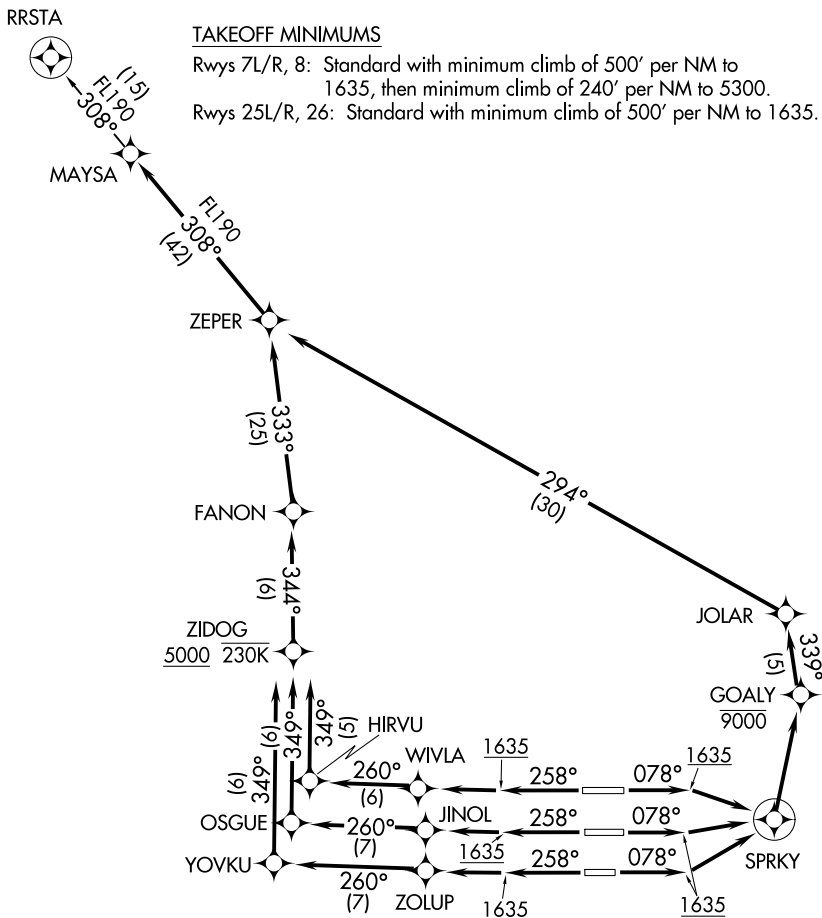 RRSTA
TAKEOFF MINIMUMS
Rwys 7L/R, 8: Standard with minimum climb of 500' per NM to
1635, then minimum climb of 240' per NM to 5300.
Rwys 25L/R, 26: Standard with minimum climb of 500' per NM to 1635.
(15)
FL190
308°
MAYSA
FL190
308°
(42)
ZEPER
333°
(25)
294°
(30)
FANON
344°
(6)
ZIDOG
5000 230K
JOLAR
339°
(5)
GOALY
9000
349°
(6)
349°
(6)
349°
(5)
HIRVU
WIVLA
1635
1635
260°
(6)
258°
078°
OSGUE
260°
(7)
JINOL
1635
258°
078°
SPRKY
YOVKU
260°
(7)
ZOLUP
258°
078°
1635
1635